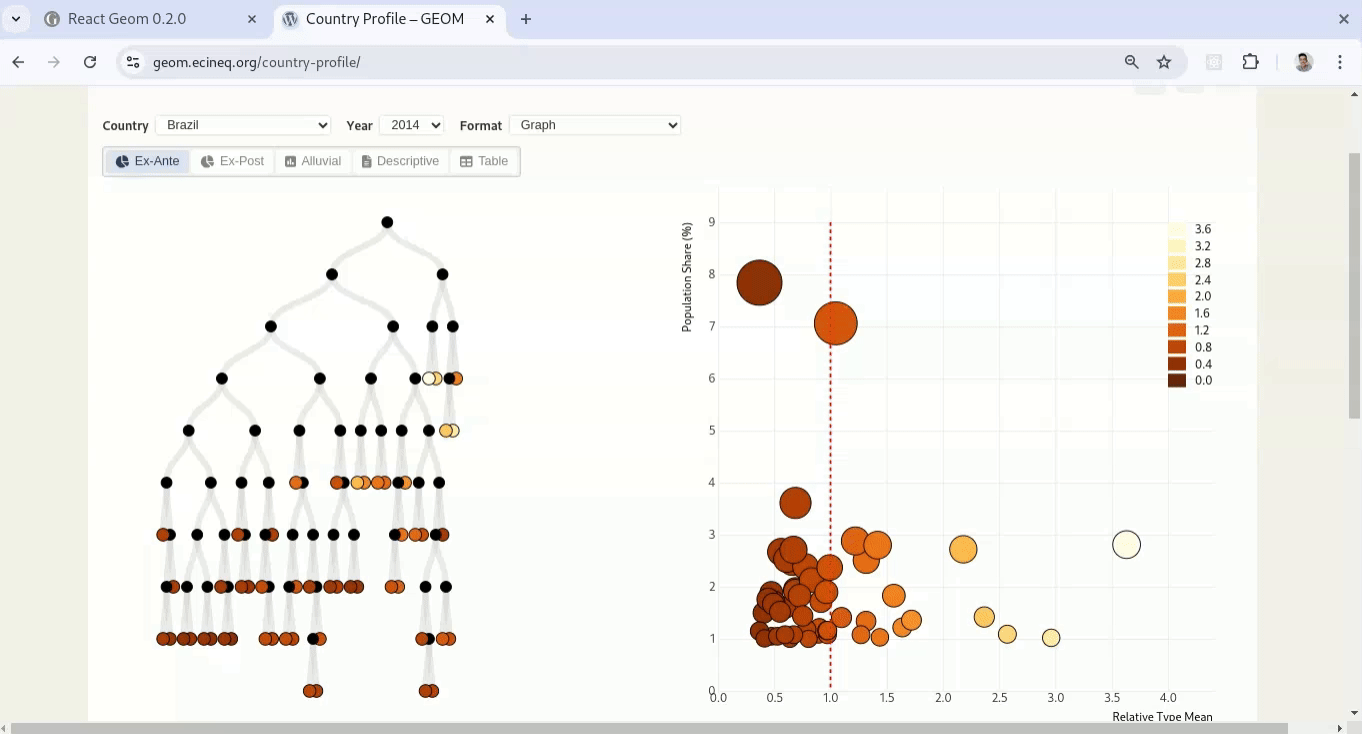 React Geom 0.2.0
Country Profile – GEOM
geom.ecineq.org/country-profile/
Country Brazil Year 2014 Format Graph
Ex-Ante Ex-Post Alluvial Descriptive Table
Population Share (%)
9
8
7
6
5
4
3
2
1
0
0.0 0.5 1.0 1.5 2.0 2.5 3.0 3.5 4.0
Relative Type Mean
3.6
3.2
2.8
2.4
2.0
1.6
1.2
0.8
0.4
0.0